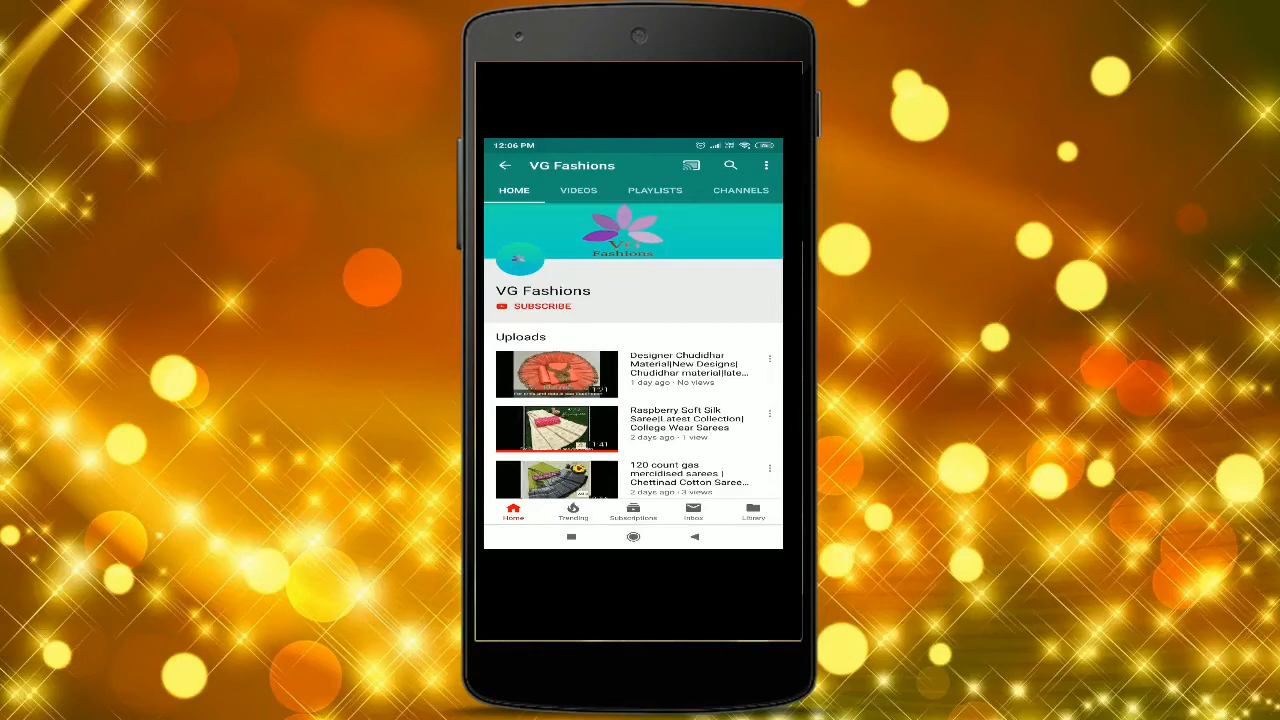 12:06 PM
VG Fashions
HOME VIDEOS PLAYLISTS CHANNELS
VG
Fashions
VG Fashions
SUBSCRIBE
Uploads
Designer Chudidhar
Material|New Designs|
Chudidhar material|late...
1 day ago · No views
1:21
Raspberry Soft Silk
Saree|Latest Collection|
College Wear Sarees
2 days ago · 1 view
1:41
120 count gas
mercidised sarees |
Chettinad Cotton Saree...
2 days ago · 3 views
Home Trending Subscriptions Inbox Library